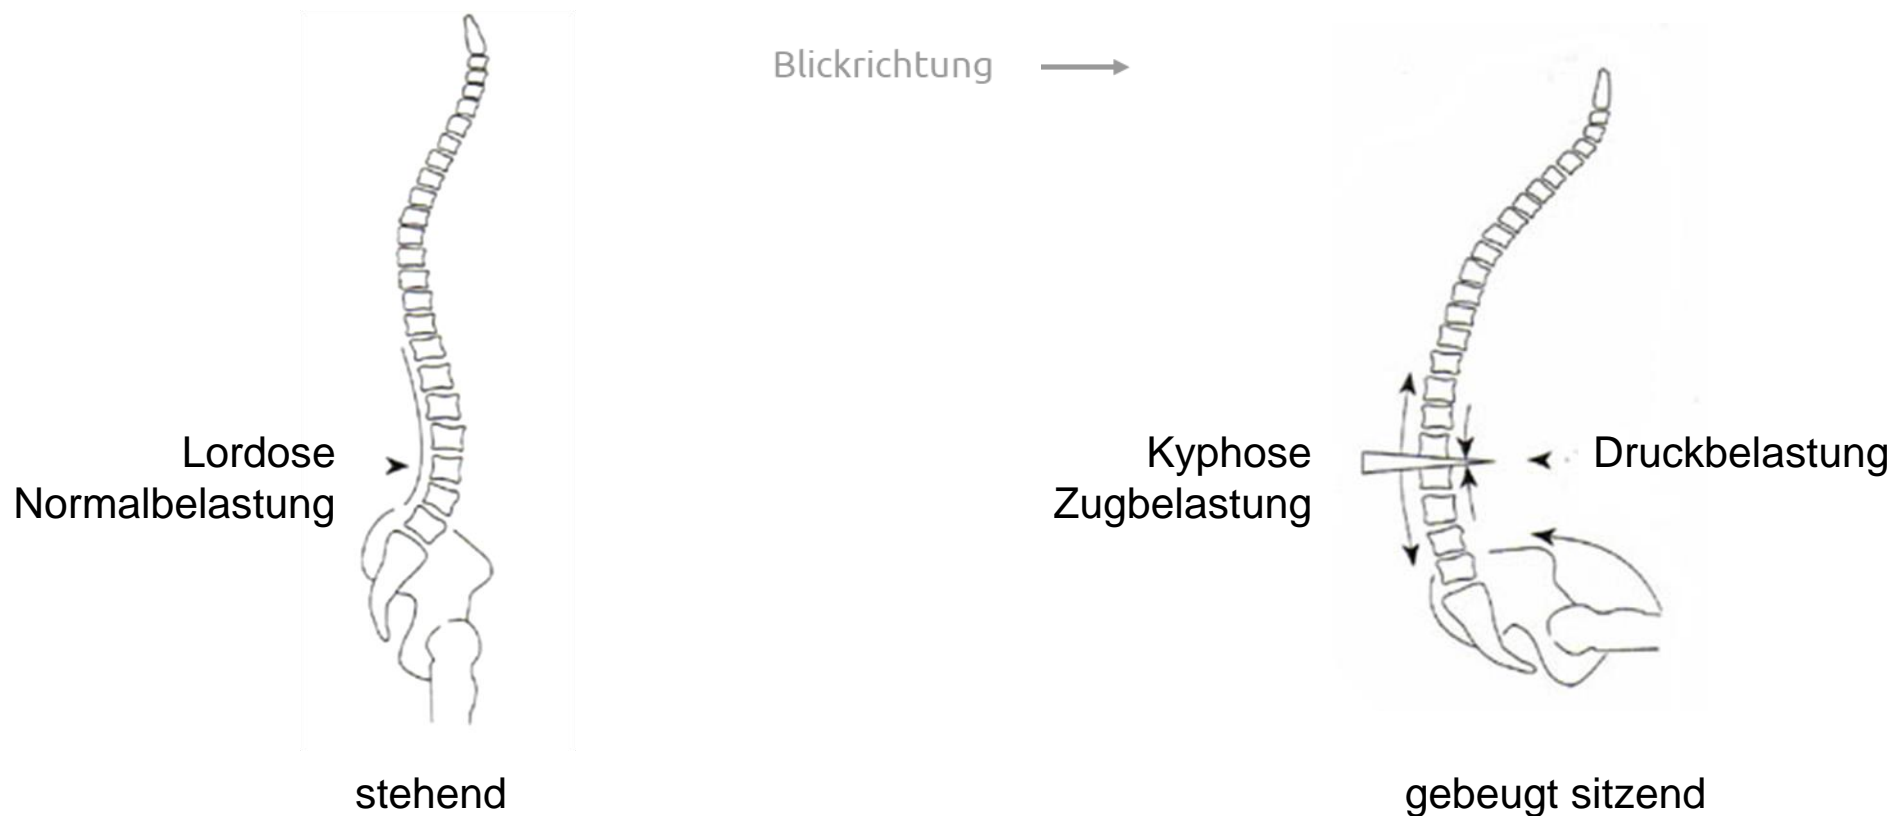 Blickrichtung
Lordose
Normalbelastung
Kyphose
Zugbelastung
Druckbelastung
stehend
gebeugt sitzend